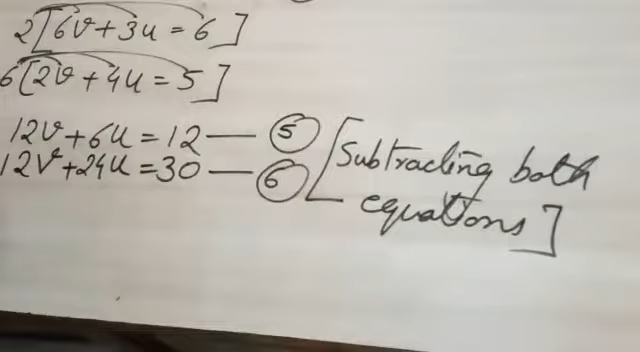 2[6v+3u=6]
6[2v+4u=5]
12v+6u=12—⑤
12v+24u=30—⑥
[Subtracting both
equations]